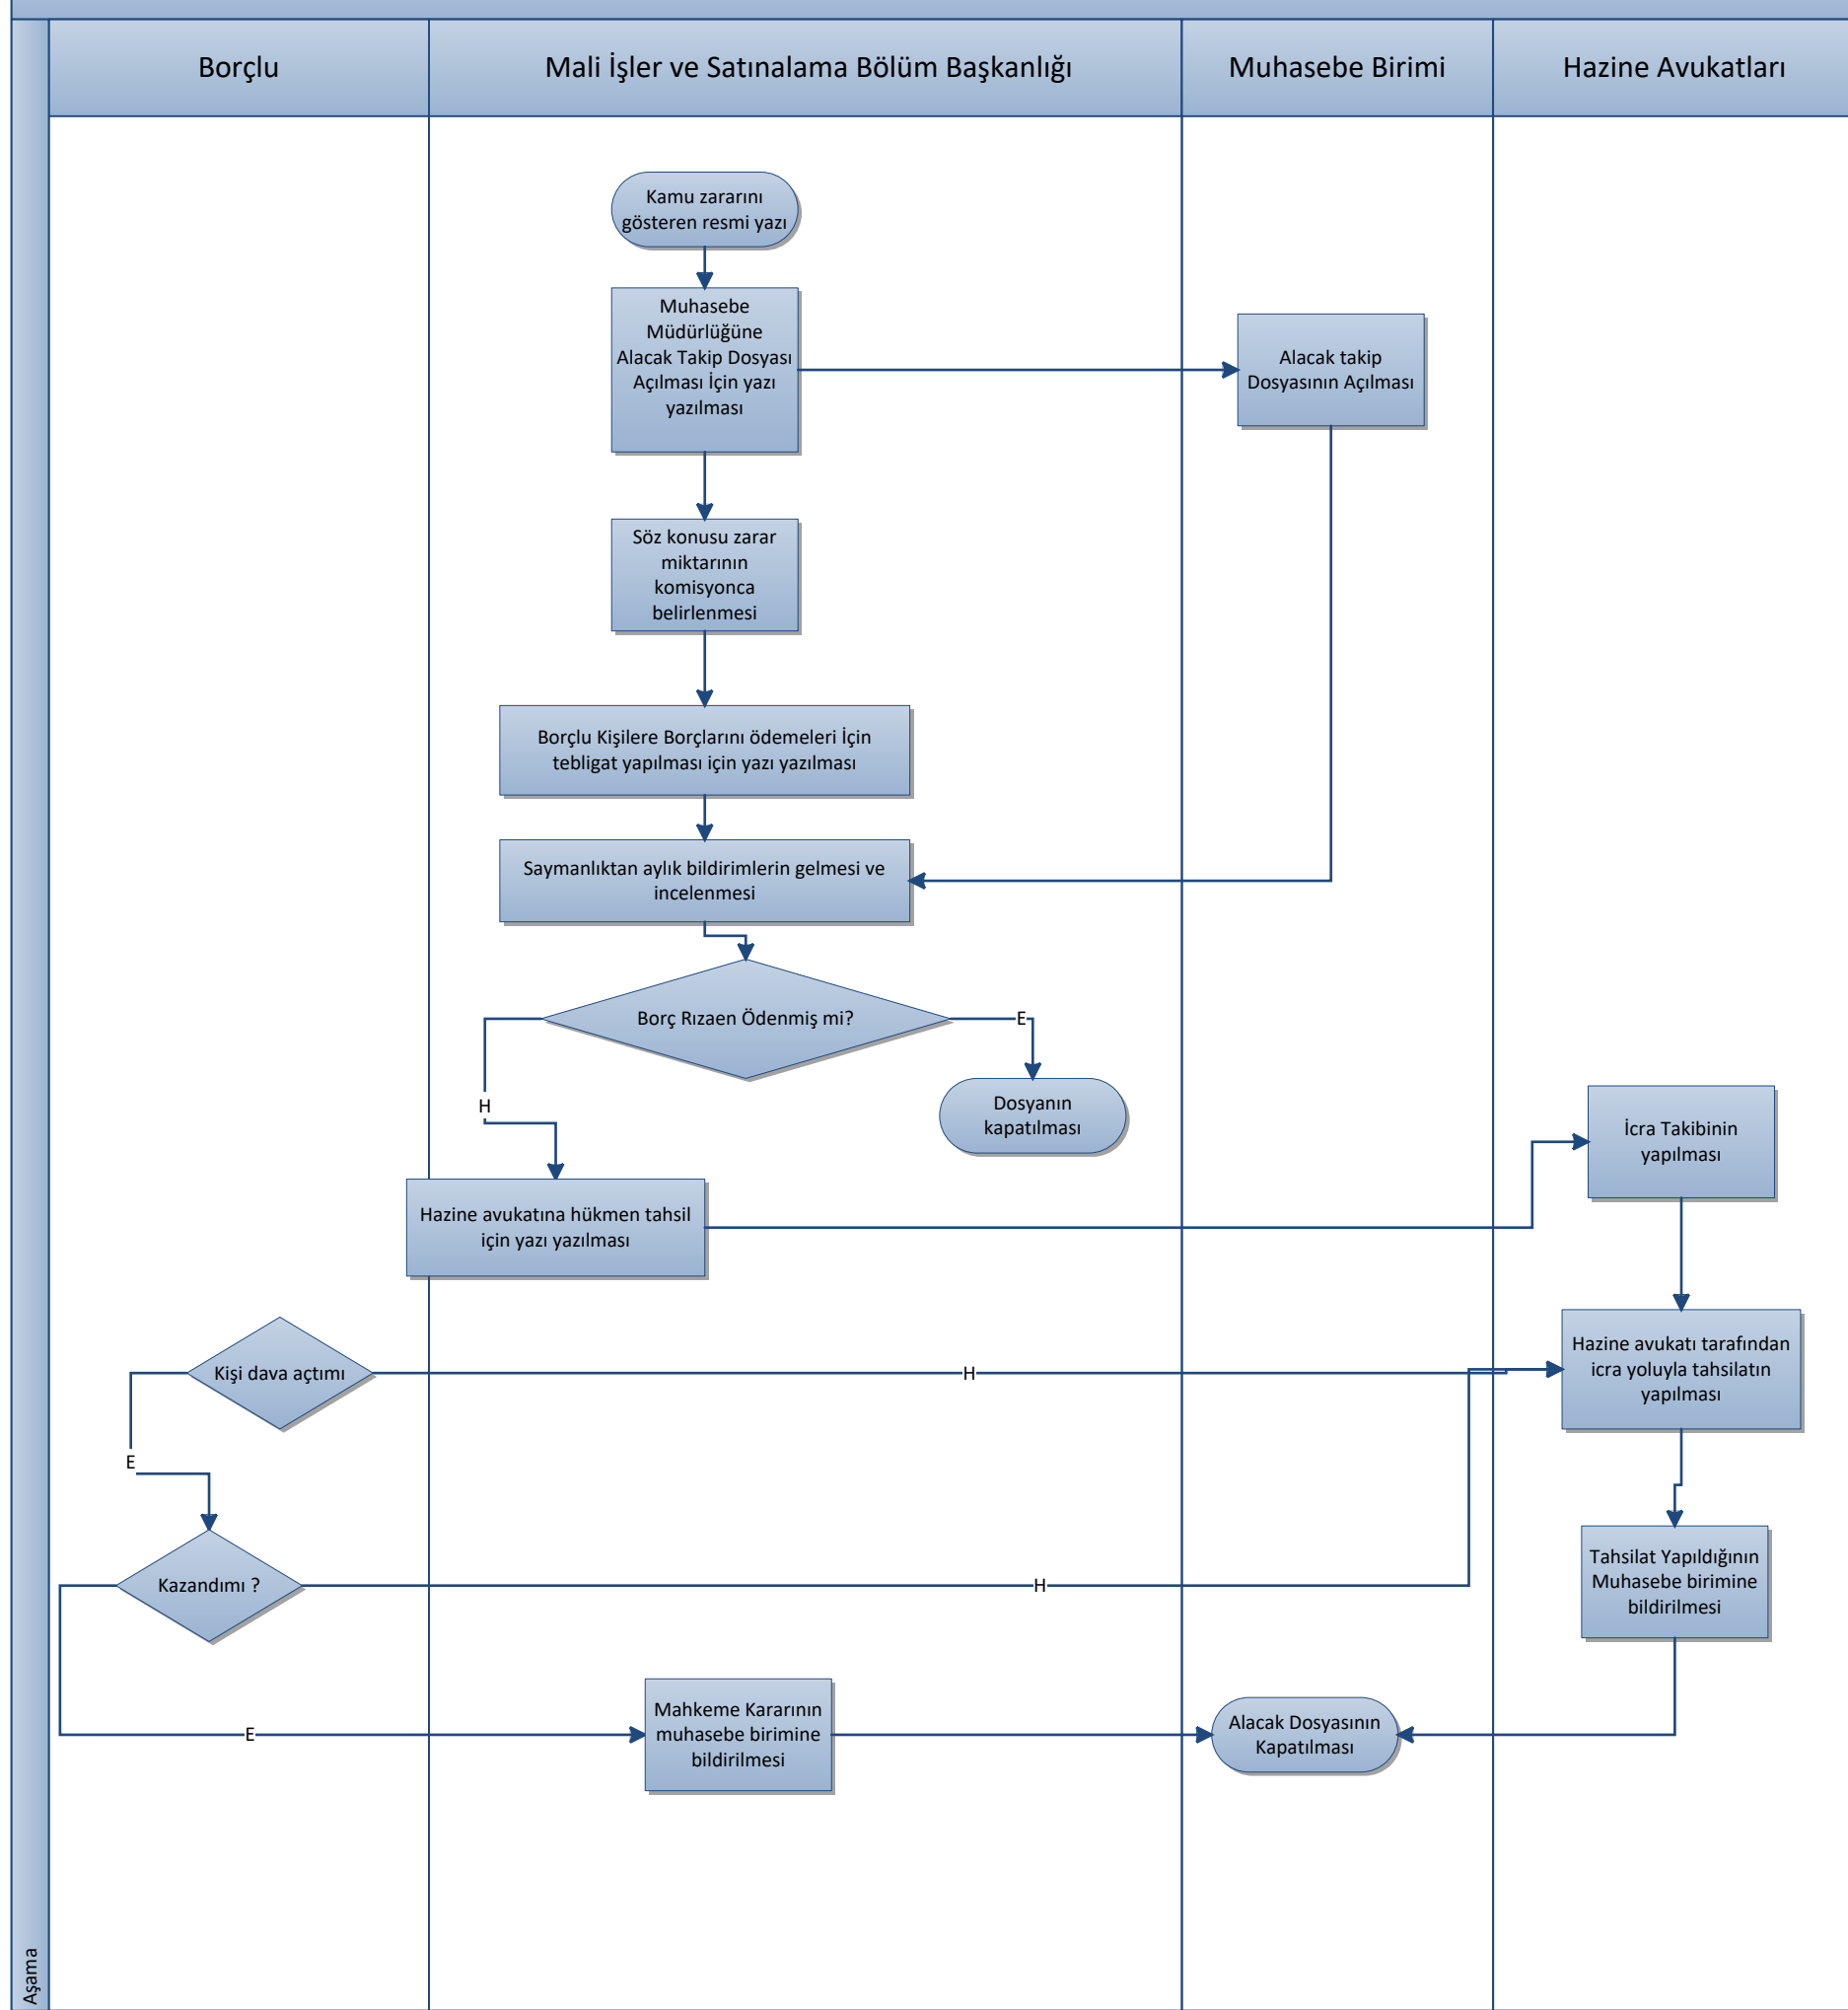 Borçlu
Mali İşler ve Satınalama Bölüm Başkanlığı
Muhasebe Birimi
Hazine Avukatları
Kamu zararını
gösteren resmi yazı
Muhasebe
Müdürlüğüne
Alacak Takip Dosyası
Açılması İçin yazı
yazılması
Alacak takip
Dosyasının Açılması
Söz konusu zarar
miktarının
komisyonca
belirlenmesi
Borçlu Kişilere Borçlarını ödemeleri İçin
tebligat yapılması için yazı yazılması
Saymanlıktan aylık bildirimlerin gelmesi ve
incelenmesi
Borç Rızaen Ödenmiş mi?
E
H
Dosyanın
kapatılması
İcra Takibinin
yapılması
Hazine avukatına hükmen tahsil
için yazı yazılması
Kişi dava açtımı
H
Hazine avukatı tarafından
icra yoluyla tahsilatın
yapılması
E
Kazandımı ?
H
Tahsilat Yapıldığının
Muhasebe birimine
bildirilmesi
E
Mahkeme Kararının
muhasebe birimine
bildirilmesi
Alacak Dosyasının
Kapatılması
Aşama